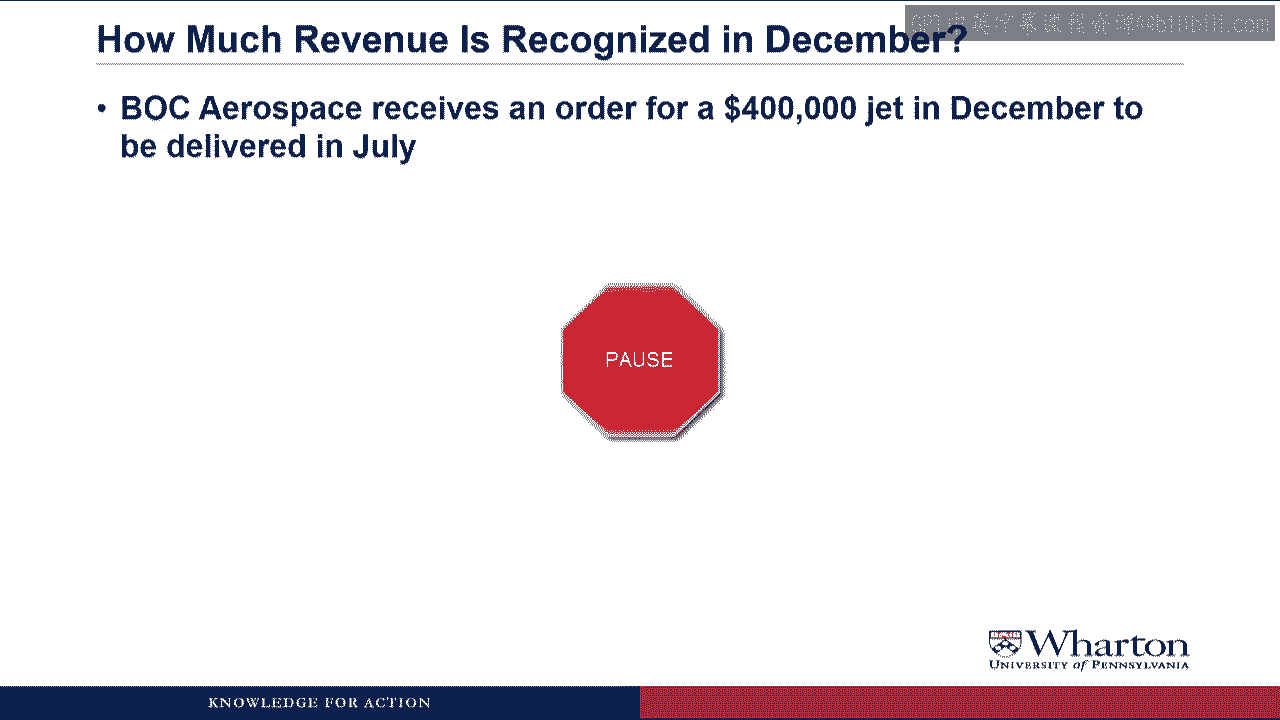 How Much Revenue Is Recognized in December?
• BOC Aerospace receives an order for a $400,000 jet in December to
be delivered in July
PAUSE
Wharton
UNIVERSITY of PENNSYLVANIA
KNOWLEDGE FOR ACTION